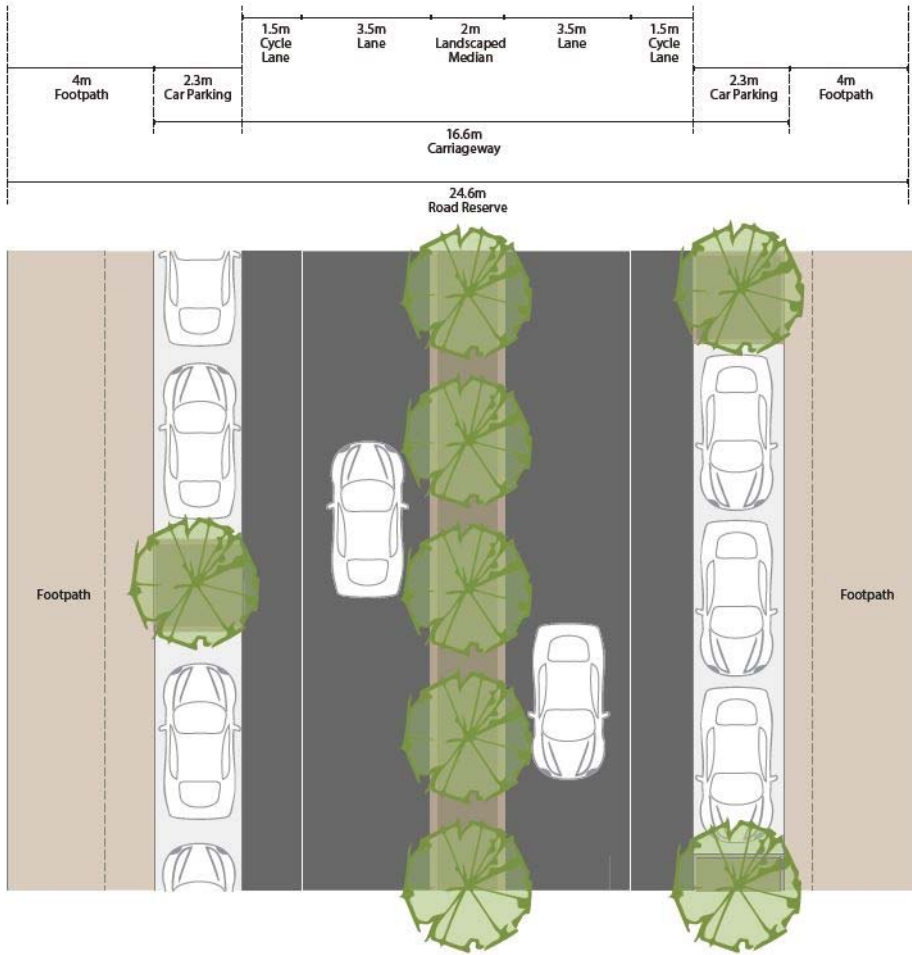 1.5m
Cycle
Lane
3.5m
Lane
2m
Landscaped
Median
3.5m
Lane
1.5m
Cycle
Lane
4m
Footpath
2.3m
Car Parking
2.3m
Car Parking
4m
Footpath
16.6m
Carriageway
24.6m
Road Reserve
Footpath
Footpath